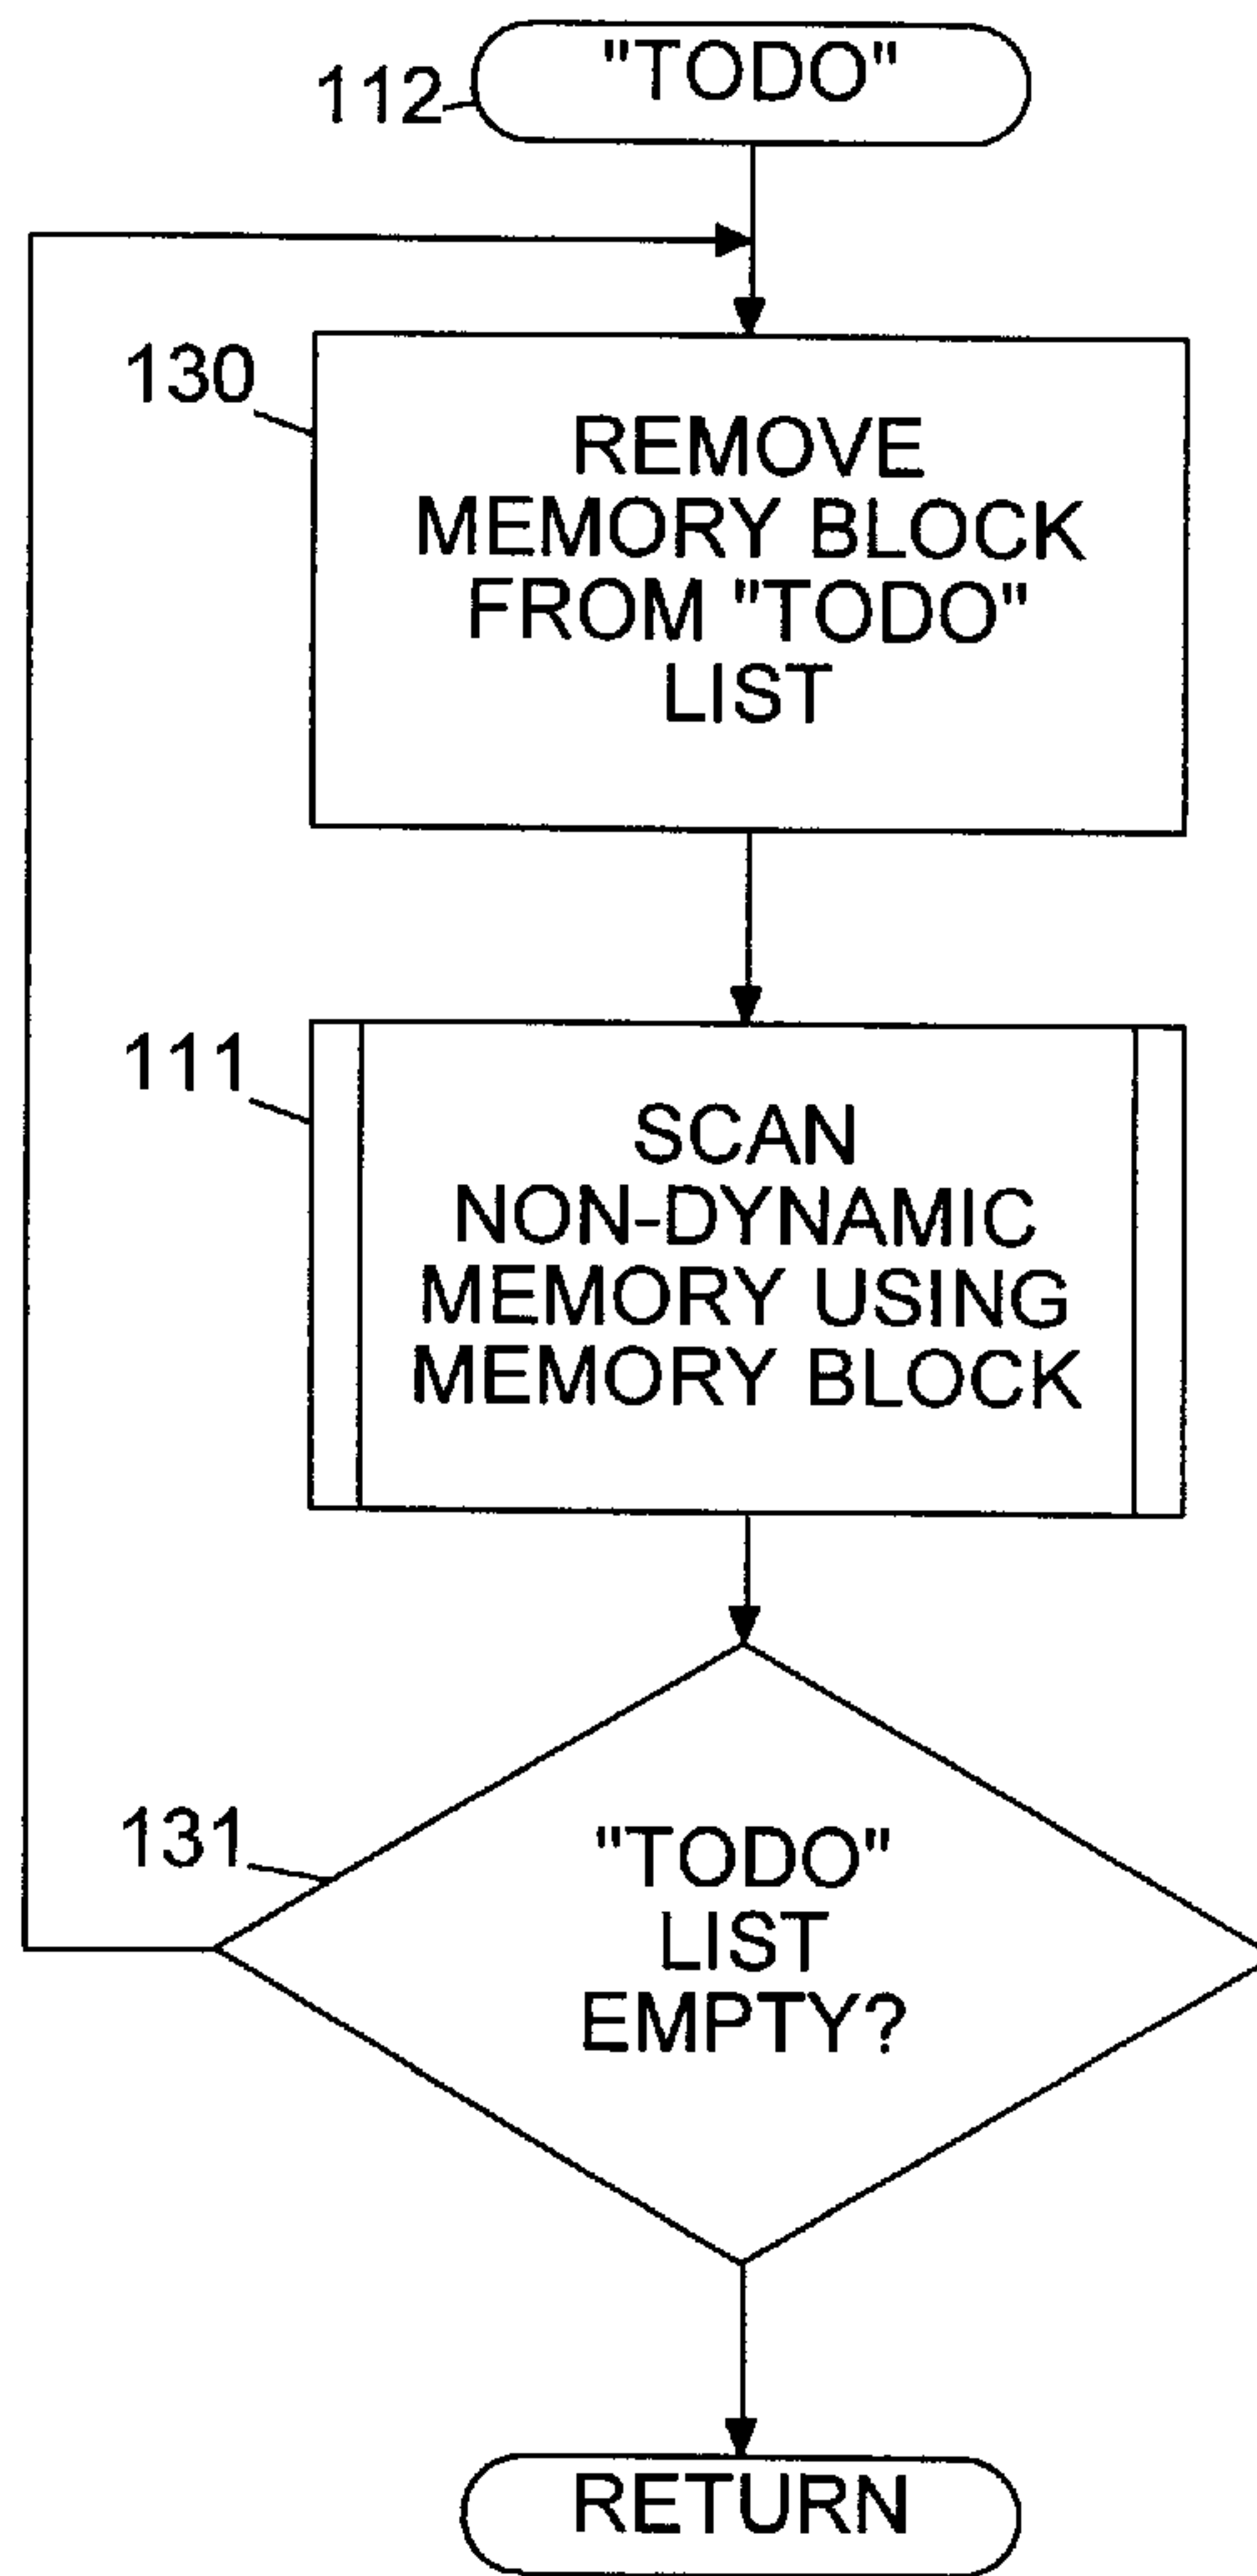 "TODO"
112
130
REMOVE
MEMORY BLOCK
FROM "TODO"
LIST
111
SCAN
NON-DYNAMIC
MEMORY USING
MEMORY BLOCK
131
"TODO"
LIST
EMPTY?
RETURN